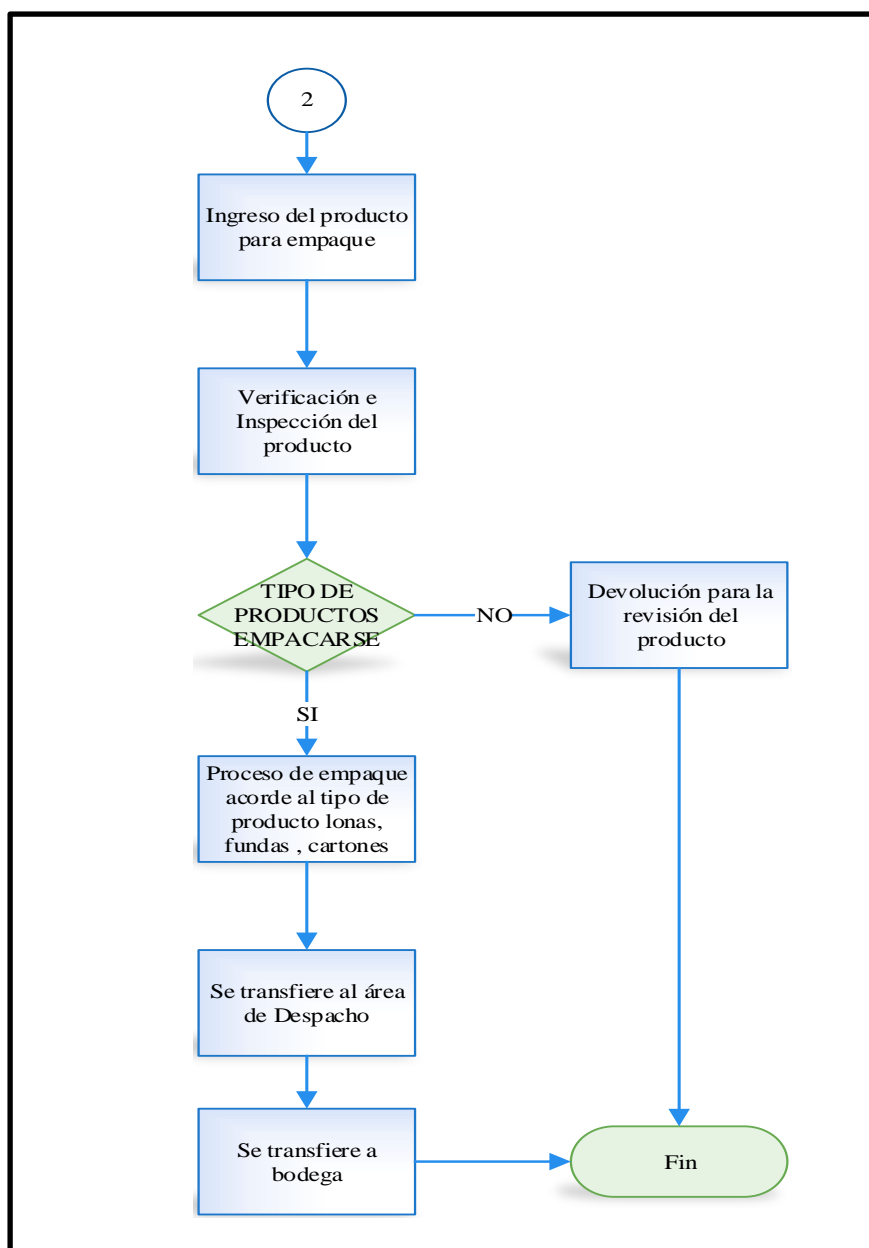 2
Ingreso del producto
para empaque
Verificación e
Inspección del
producto
TIPO DE
PRODUCTOS
EMPACARSE
NO
Devolución para la
revisión del
producto
SI
Proceso de empaque
acorde al tipo de
producto lonas,
fundas , cartones
Se transfiere al área
de Despacho
Se transfiere a
bodega
Fin